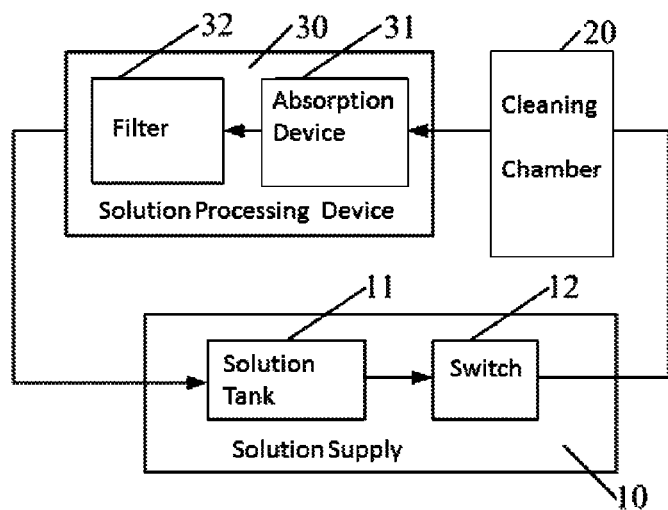 32
30
31
20
Filter
Absorption
Device
Cleaning
Chamber
Solution Processing Device
11
12
Solution
Tank
Switch
Solution Supply
10